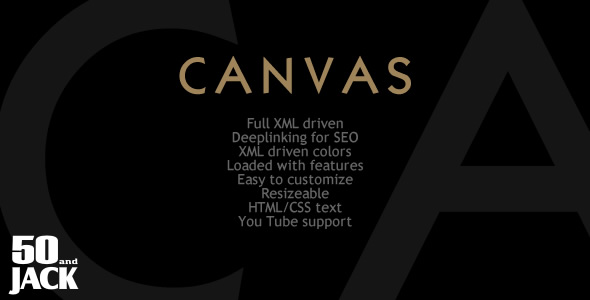 CANVAS
Full XML driven
Deeplinking for SEO
XML driven colors
Loaded with features
Easy to customize
Resizeable
HTML/CSS text
You Tube support
50 and
JACK
CA